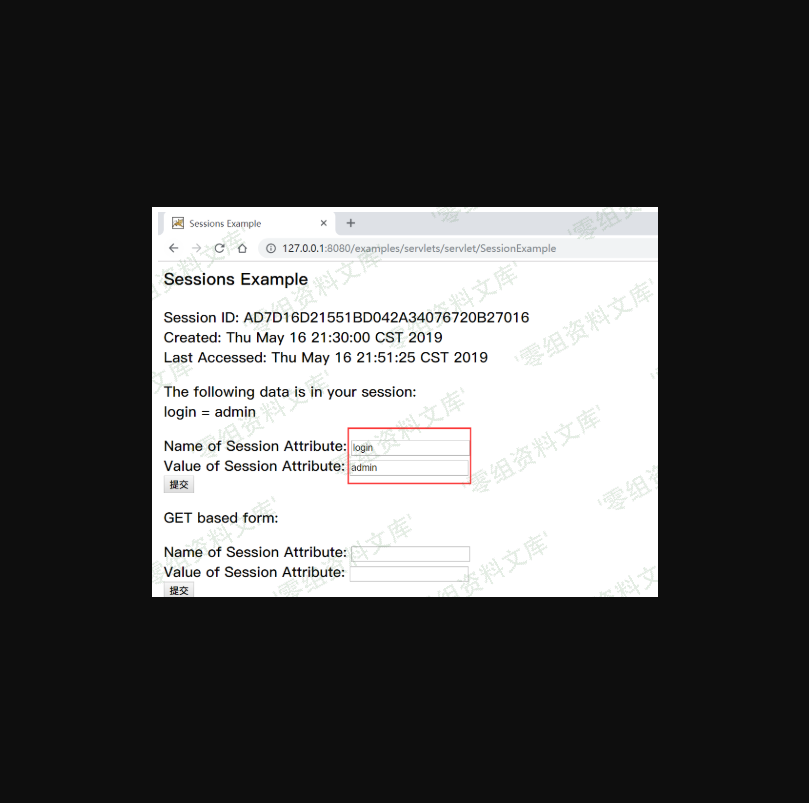 Sessions Example
127.0.0.1:8080/examples/servlets/servlet/SessionExample
Sessions Example
Session ID: AD7D16D21551BD042A34076720B27016
Created: Thu May 16 21:30:00 CST 2019
Last Accessed: Thu May 16 21:51:25 CST 2019
The following data is in your session:
login = admin
Name of Session Attribute: login
Value of Session Attribute: admin
提交
GET based form:
Name of Session Attribute:
Value of Session Attribute:
提交
'零组资料文库'